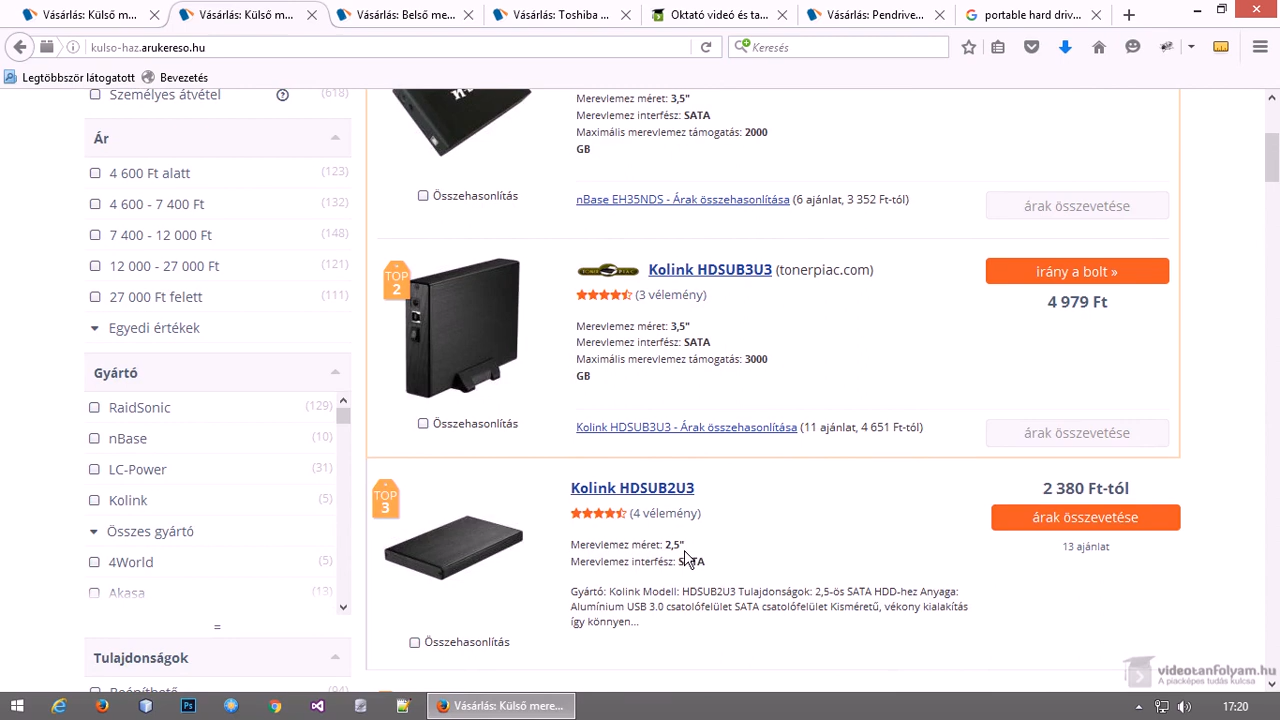 Vásárlás: Külső m...
Vásárlás: Külső m...
Vásárlás: Belső me...
Vásárlás: Toshiba ...
Oktató videó és ta...
Vásárlás: Pendrive...
portable hard driv...
kulso-haz.arukereso.hu
Keresés
Legtöbbször látogatott
Bevezetés
Személyes átvétel
(618)
Ár
4 600 Ft alatt
(123)
4 600 - 7 400 Ft
(132)
7 400 - 12 000 Ft
(148)
12 000 - 27 000 Ft
(121)
27 000 Ft felett
(111)
Egyedi értékek
Gyártó
RaidSonic
(129)
nBase
(10)
LC-Power
(31)
Kolink
(5)
Összes gyártó
4World
(1)
Akasa
(13)
=
Tulajdonságok
Beépíthető
(94)
Merevlemez méret: 3,5"
Merevlemez interfész: SATA
Maximális merevlemez támogatás: 2000
GB
Összehasonlítás
nBase EH35NDS - Árak összehasonlítása (6 ajánlat, 3 352 Ft-tól)
árak összevetése
TOP
2
Kolink HDSUB3U3 (tonerpiac.com)
irány a bolt »
(3 vélemény)
4 979 Ft
Merevlemez méret: 3,5"
Merevlemez interfész: SATA
Maximális merevlemez támogatás: 3000
GB
Összehasonlítás
Kolink HDSUB3U3 - Árak összehasonlítása (11 ajánlat, 4 651 Ft-tól)
árak összevetése
TOP
3
Kolink HDSUB2U3
2 380 Ft-tól
(4 vélemény)
árak összevetése
Merevlemez méret: 2,5"
13 ajánlat
Merevlemez interfész: SATA
Gyártó: Kolink Modell: HDSUB2U3 Tulajdonságok: 2,5-ös SATA HDD-hez Anyaga:
Alumínium USB 3.0 csatolófelület SATA csatolófelület Kisméretű, vékony kialakítás
így könnyen...
Összehasonlítás
videotanfolyam.hu
A piacképes tudás kulcsa
Vásárlás: Külső mere...
17:20